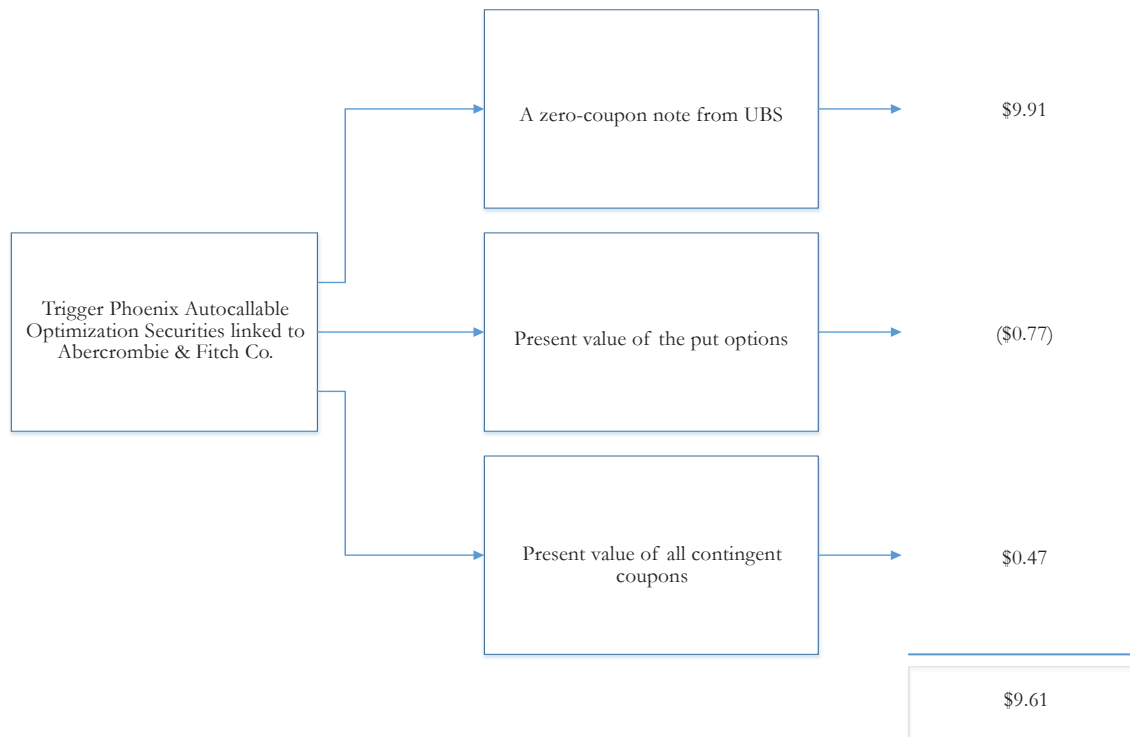 A zero-coupon note from UBS
$9.91
Trigger Phoenix Autocallable
Optimization Securities linked to
Abercrombie & Fitch Co.
Present value of the put options
($0.77)
Present value of all contingent
coupons
$0.47
$9.61